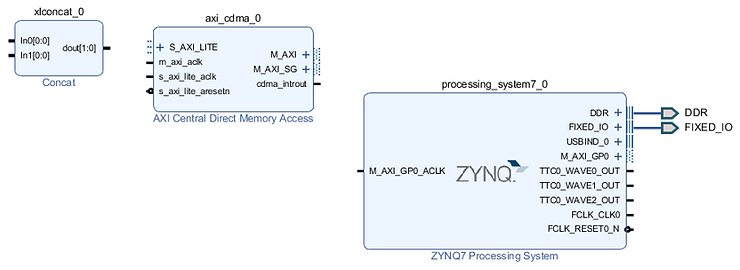 xlconcat_0
In0[0:0]
In1[0:0]
dout[1:0]
Concat
axi_cdma_0
S_AXI_LITE
m_axi_aclk
s_axi_lite_aclk
s_axi_lite_aresetn
M_AXI
M_AXI_SG
cdma_introut
AXI Central Direct Memory Access
processing_system7_0
M_AXI_GP0_ACLK
ZYNQ
DDR
FIXED_IO
USBIND_0
M_AXI_GP0
TTC0_WAVE0_OUT
TTC0_WAVE1_OUT
TTC0_WAVE2_OUT
FCLK_CLK0
FCLK_RESET0_N
ZYNQ7 Processing System
DDR
FIXED_IO